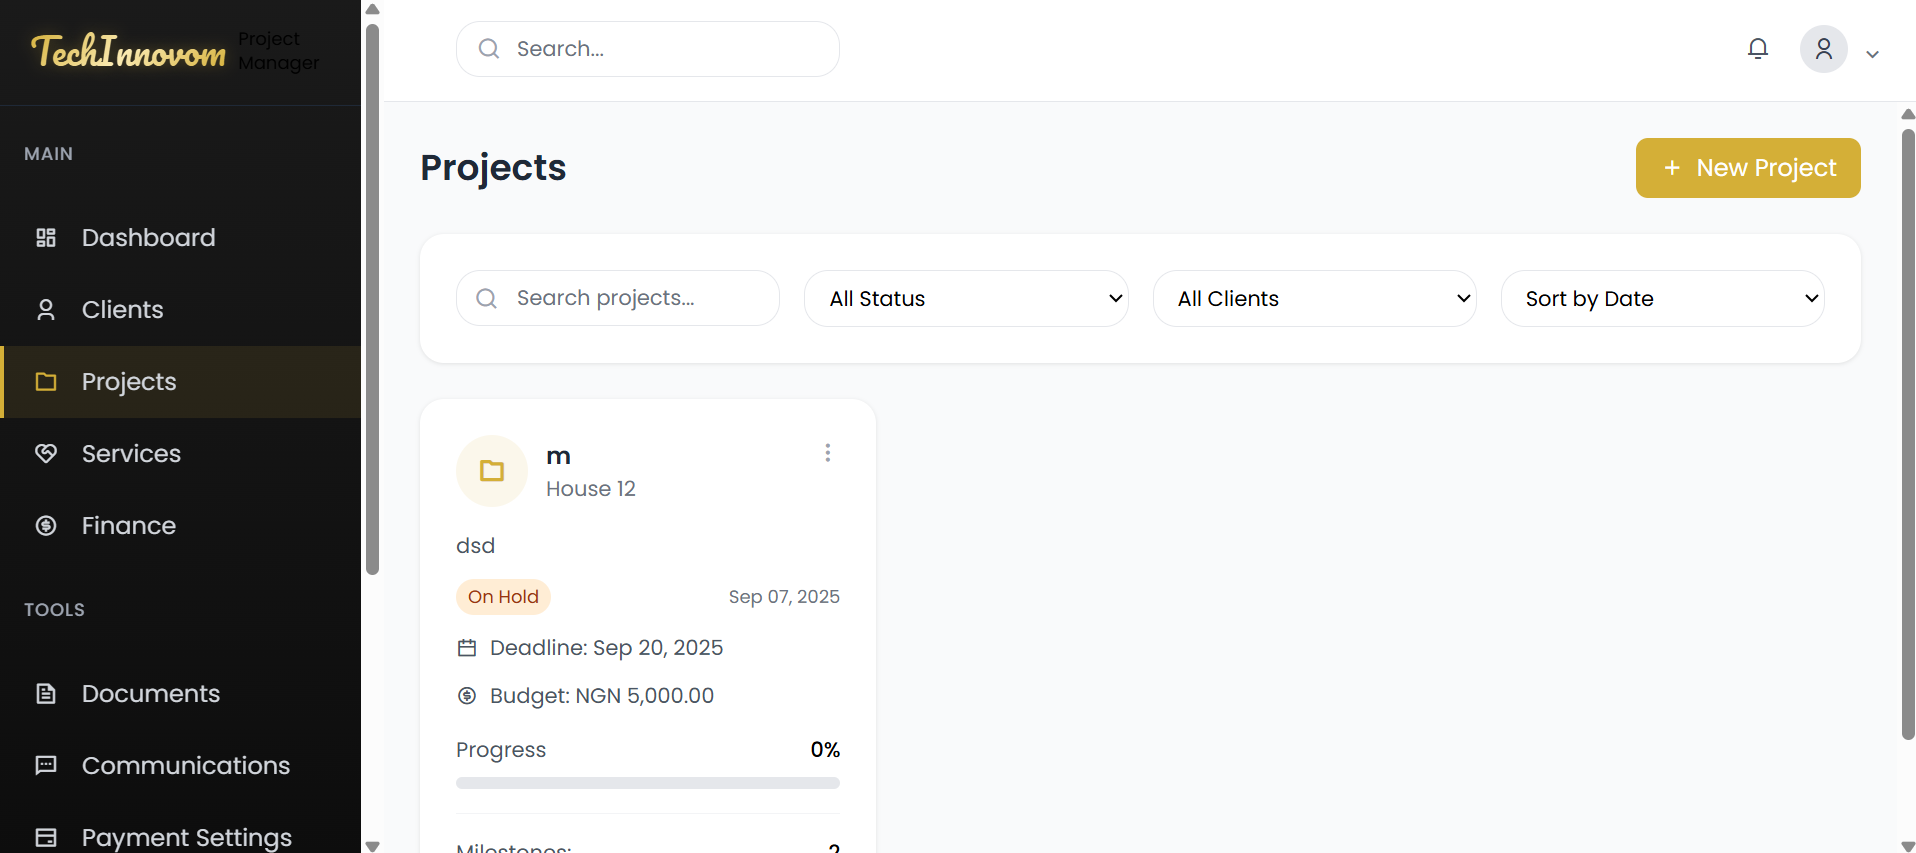 TechInnovom
Project
Manager
MAIN
Dashboard
Clients
Projects
Services
Finance
TOOLS
Documents
Communications
Payment Settings
Search...
Projects
+ New Project
Search projects...
All Status
All Clients
Sort by Date
m
House 12
dsd
On Hold
Sep 07, 2025
Deadline: Sep 20, 2025
Budget: NGN 5,000.00
Progress
0%
Milestones:
2